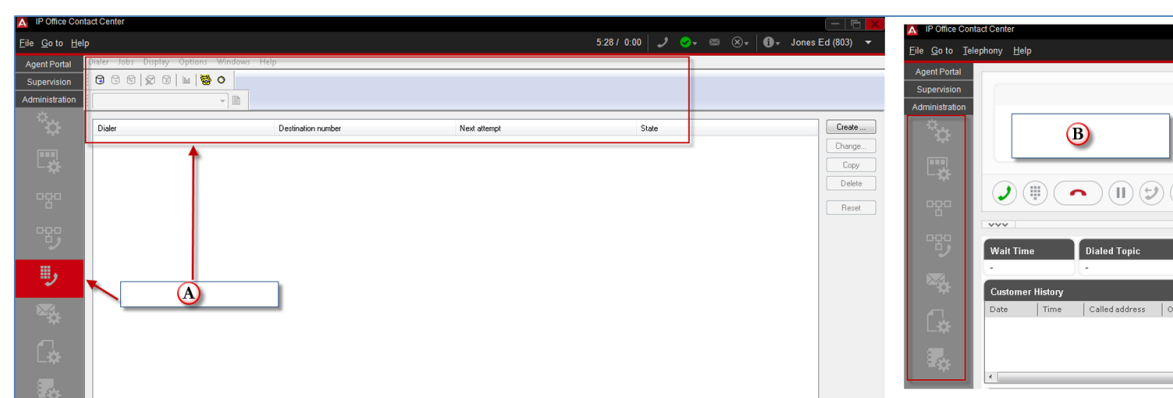 IP Office Contact Center
File Go to Help
5:28 / 0:00
Jones Ed (803)
Agent Portal
Supervision
Administration
Dialer Jobs Display Options Windows Help
Dialer Destination number Next attempt State
Create ...
Change...
Copy
Delete
Reset
A
IP Office Contact Center
File Go to Telephony Help
Agent Portal
Supervision
Administration
B
Wait Time Dialed Topic
- -
Customer History
Date Time Called address O